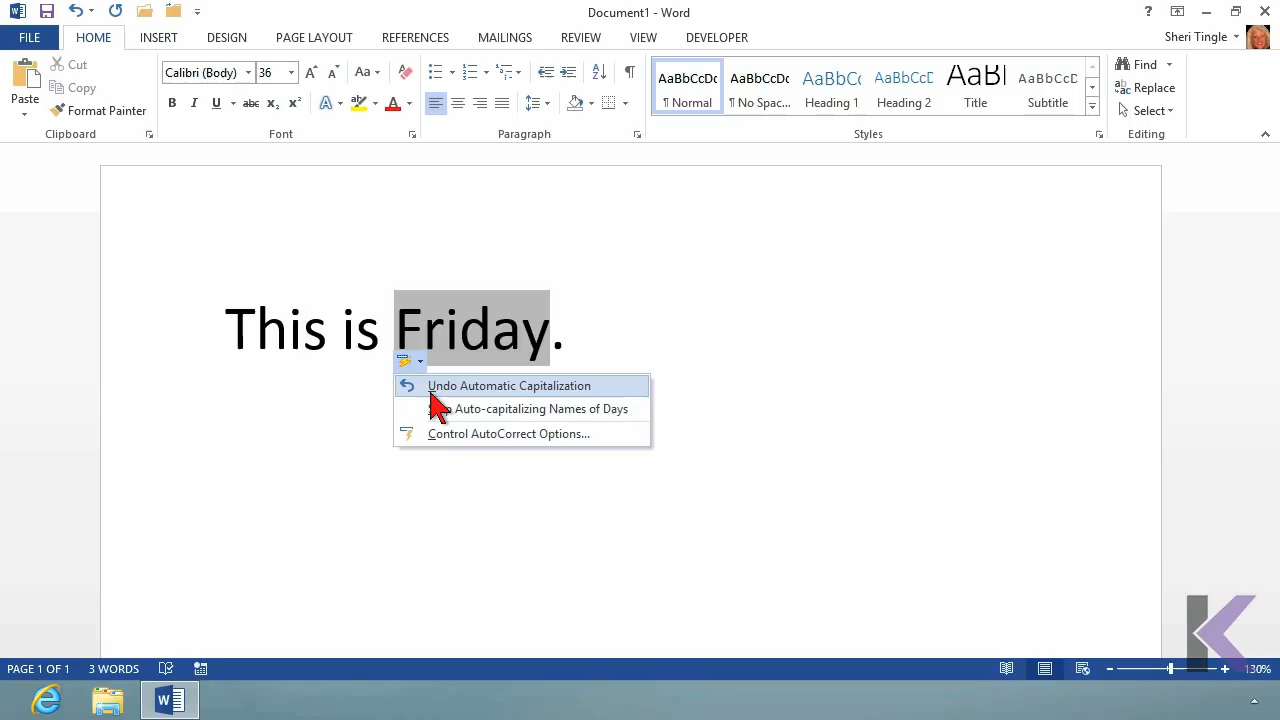 Document1 - Word
FILE HOME INSERT DESIGN PAGE LAYOUT REFERENCES MAILINGS REVIEW VIEW DEVELOPER Sheri Tingle
Paste
Cut
Copy
Format Painter
Clipboard
Calibri (Body) 36
Font
Paragraph
AaBbCcDc AaBbCcDc AaBbCc AaBbCcD AaBl AaBbCcD
¶ Normal ¶ No Spac... Heading 1 Heading 2 Title Subtitle
Styles
Find
Replace
Select
Editing
This is Friday.
Undo Automatic Capitalization
Auto-capitalizing Names of Days
Control AutoCorrect Options...
PAGE 1 OF 1 3 WORDS 130%